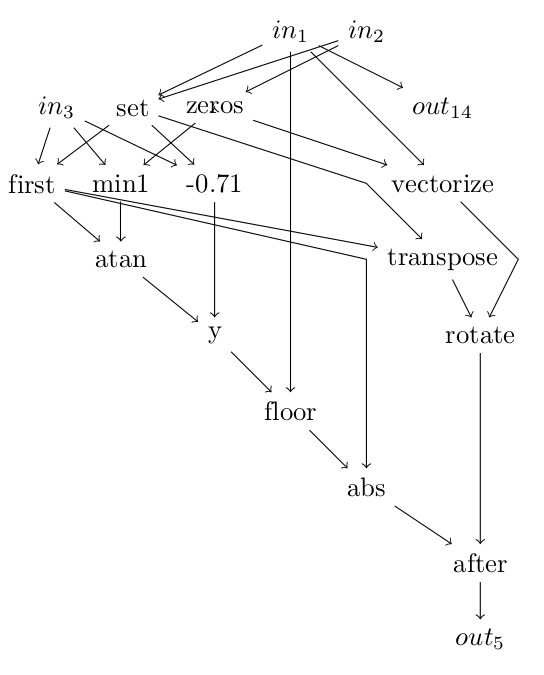 in₁ in₂
in₃ set zeros out₁₄
first min1 -0.71 vectorize
atan transpose
y rotate
floor
abs
after
out₅